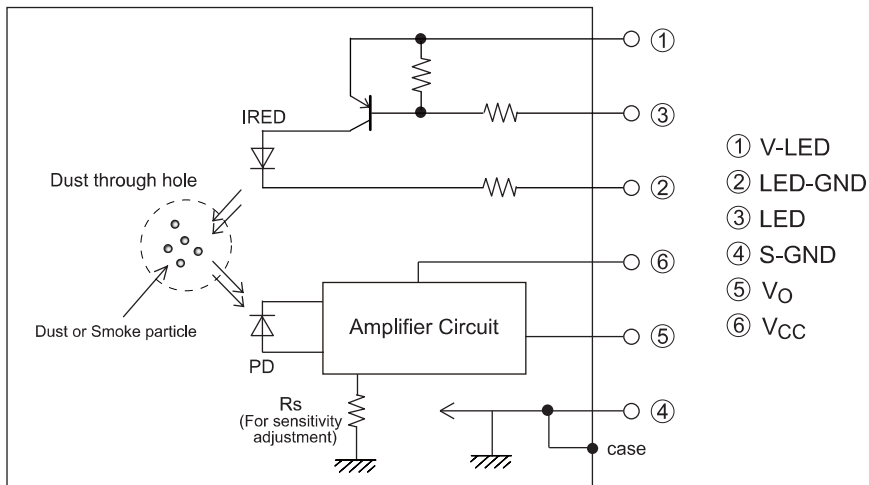 ①
IRED
③
Dust through hole
②
⑥
Dust or Smoke particle
PD
Amplifier Circuit
⑤
Rs
(For sensitivity
adjustment)
④
case
① V-LED
② LED-GND
③ LED
④ S-GND
⑤ VO
⑥ VCC